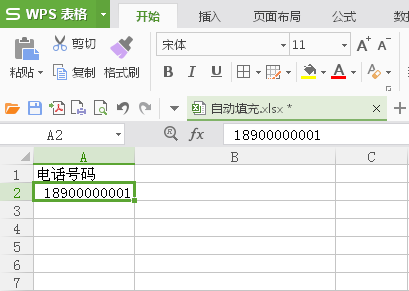 S WPS 表格 开始 插入 页面布局 公式
剪切 宋体 11 A+ A-
粘贴 复制 格式刷 B I U A
自动填充.xlsx *
A2 fx 18900000001
A B C
1 电话号码
2 18900000001
3
4
5
6
7